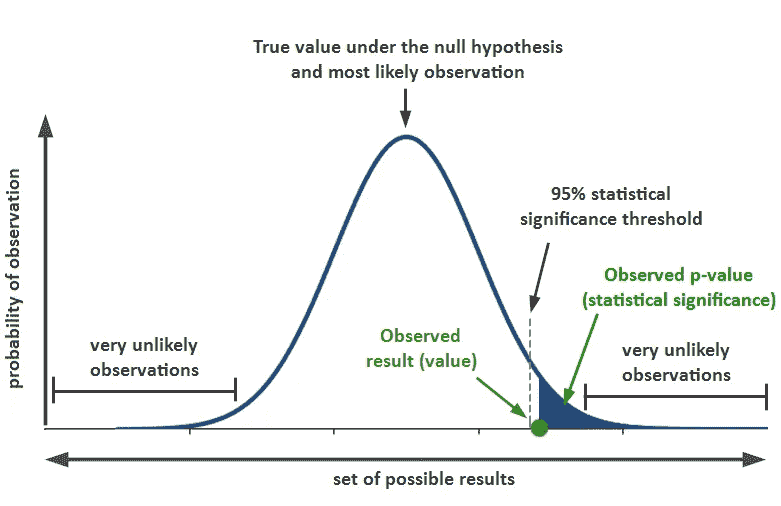 True value under the null hypothesis
and most likely observation
probability of observation
95% statistical
significance threshold
Observed p-value
(statistical significance)
Observed
result (value)
very unlikely
observations
very unlikely
observations
set of possible results